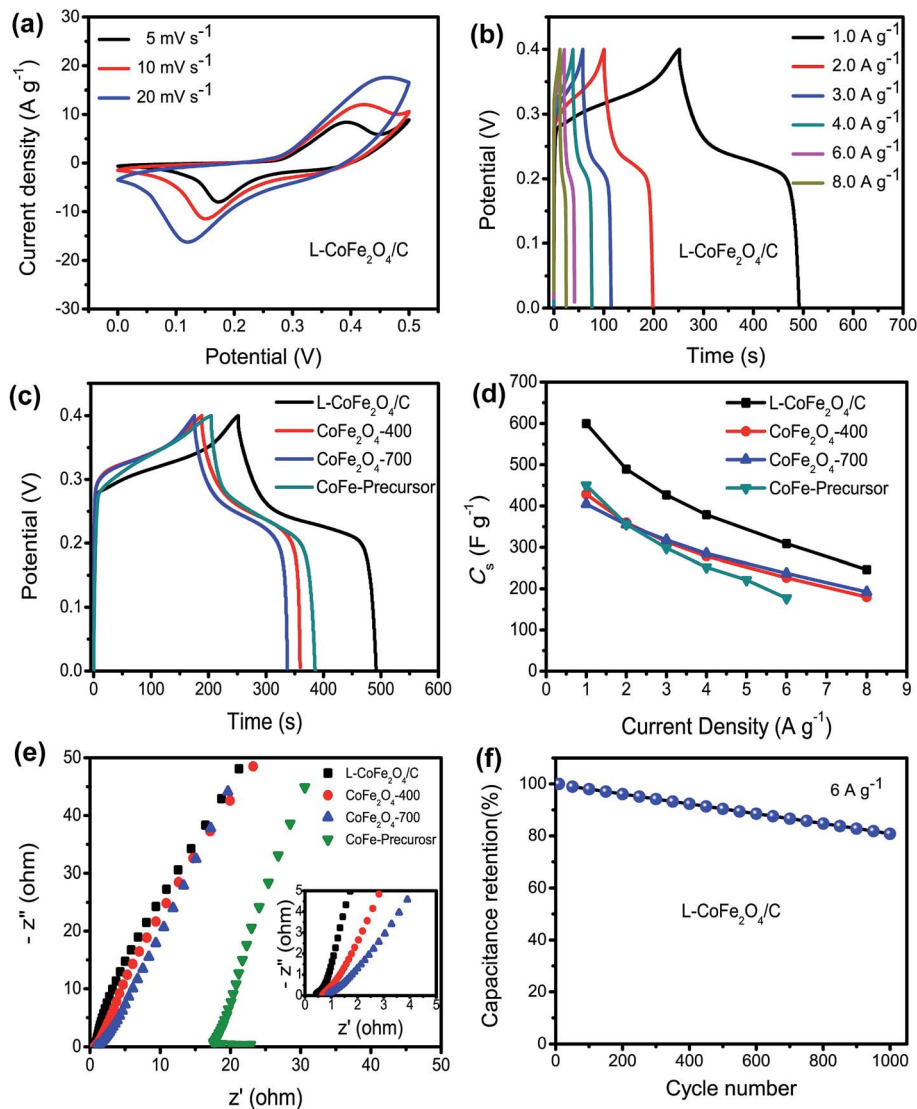 (a)
30
20
10
0
-10
-20
-30
0.0 0.1 0.2 0.3 0.4 0.5
Current density (A g⁻¹)
Potential (V)
5 mV s⁻¹
10 mV s⁻¹
20 mV s⁻¹
L-CoFe₂O₄/C
(b)
0.4
0.3
0.2
0.1
0.0
0 100 200 300 400 500 600 700
Potential (V)
Time (s)
1.0 A g⁻¹
2.0 A g⁻¹
3.0 A g⁻¹
4.0 A g⁻¹
6.0 A g⁻¹
8.0 A g⁻¹
L-CoFe₂O₄/C
(c)
0.4
0.3
0.2
0.1
0.0
0 100 200 300 400 500 600
Potential (V)
Time (s)
L-CoFe₂O₄/C
CoFe₂O₄-400
CoFe₂O₄-700
CoFe-Precursor
(d)
700
600
500
400
300
200
100
0
0 1 2 3 4 5 6 7 8 9
Cₛ (F g⁻¹)
Current Density (A g⁻¹)
L-CoFe₂O₄/C
CoFe₂O₄-400
CoFe₂O₄-700
CoFe-Precursor
(e)
50
40
30
20
10
0
0 10 20 30 40 50
- z" (ohm)
z' (ohm)
L-CoFe₂O₄/C
CoFe₂O₄-400
CoFe₂O₄-700
CoFe-Precurosr
5
4
3
2
1
0
0 1 2 3 4 5
- z" (ohm)
z' (ohm)
(f)
120
100
80
60
40
20
0
0 200 400 600 800 1000
Capacitance retention(%)
Cycle number
6 A g⁻¹
L-CoFe₂O₄/C